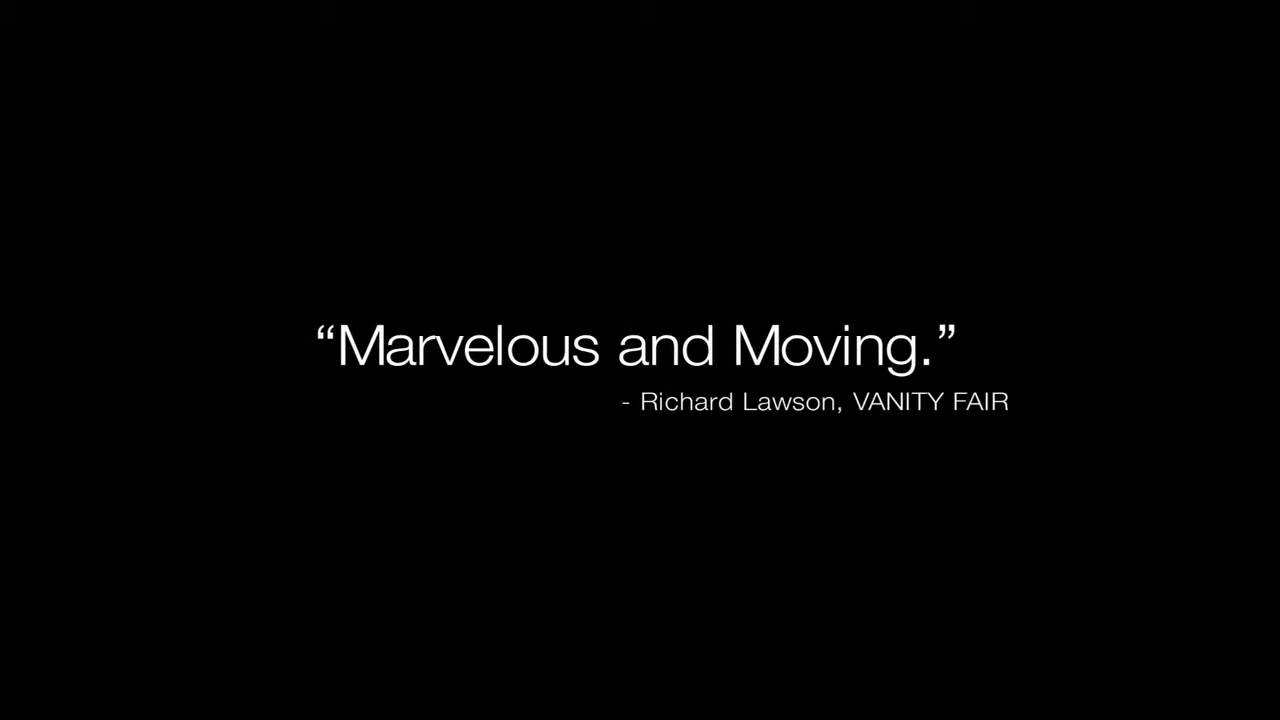 “Marvelous and Moving.”
- Richard Lawson, VANITY FAIR